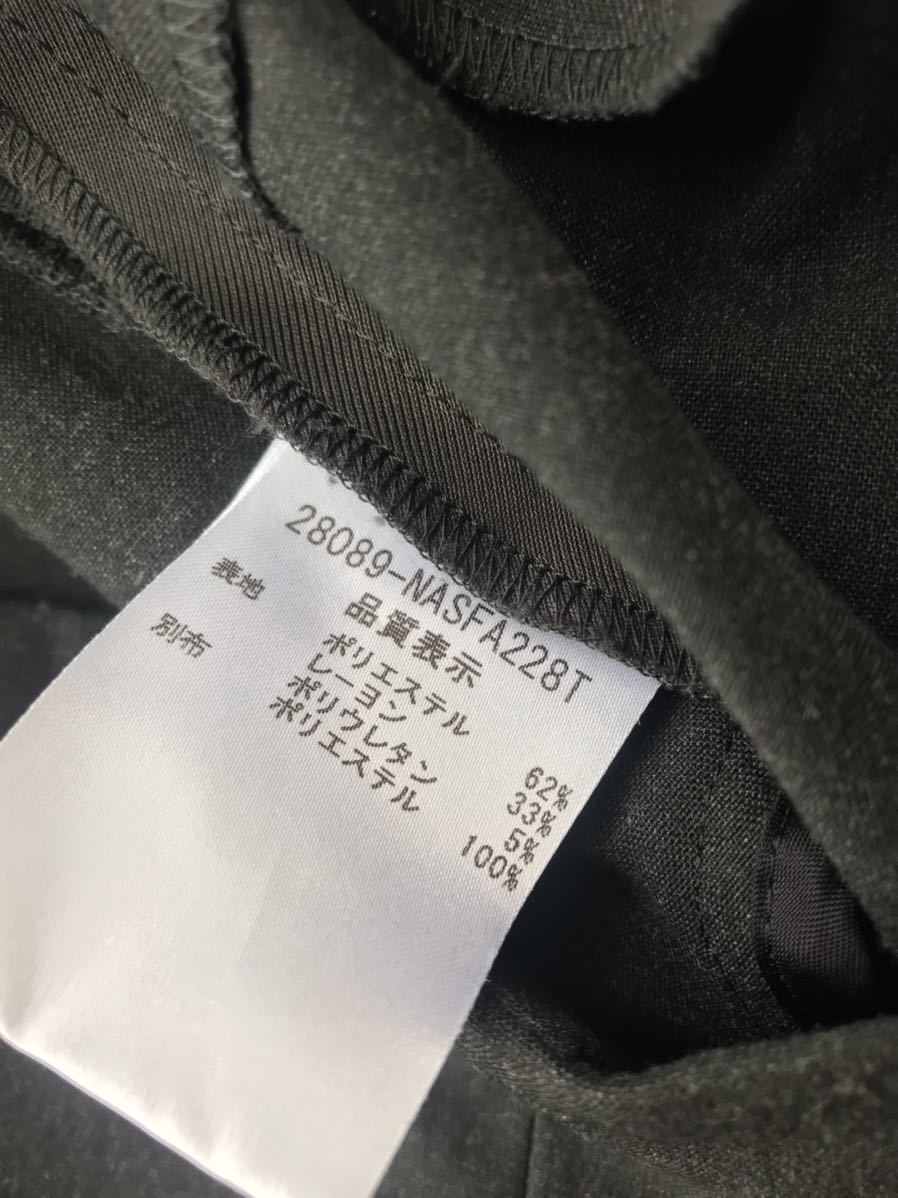 28089-NASFA228T
品質表示
表地 ポリエステル 62%
レーヨン 33%
ポリウレタン 5%
別布 ポリエステル 100%